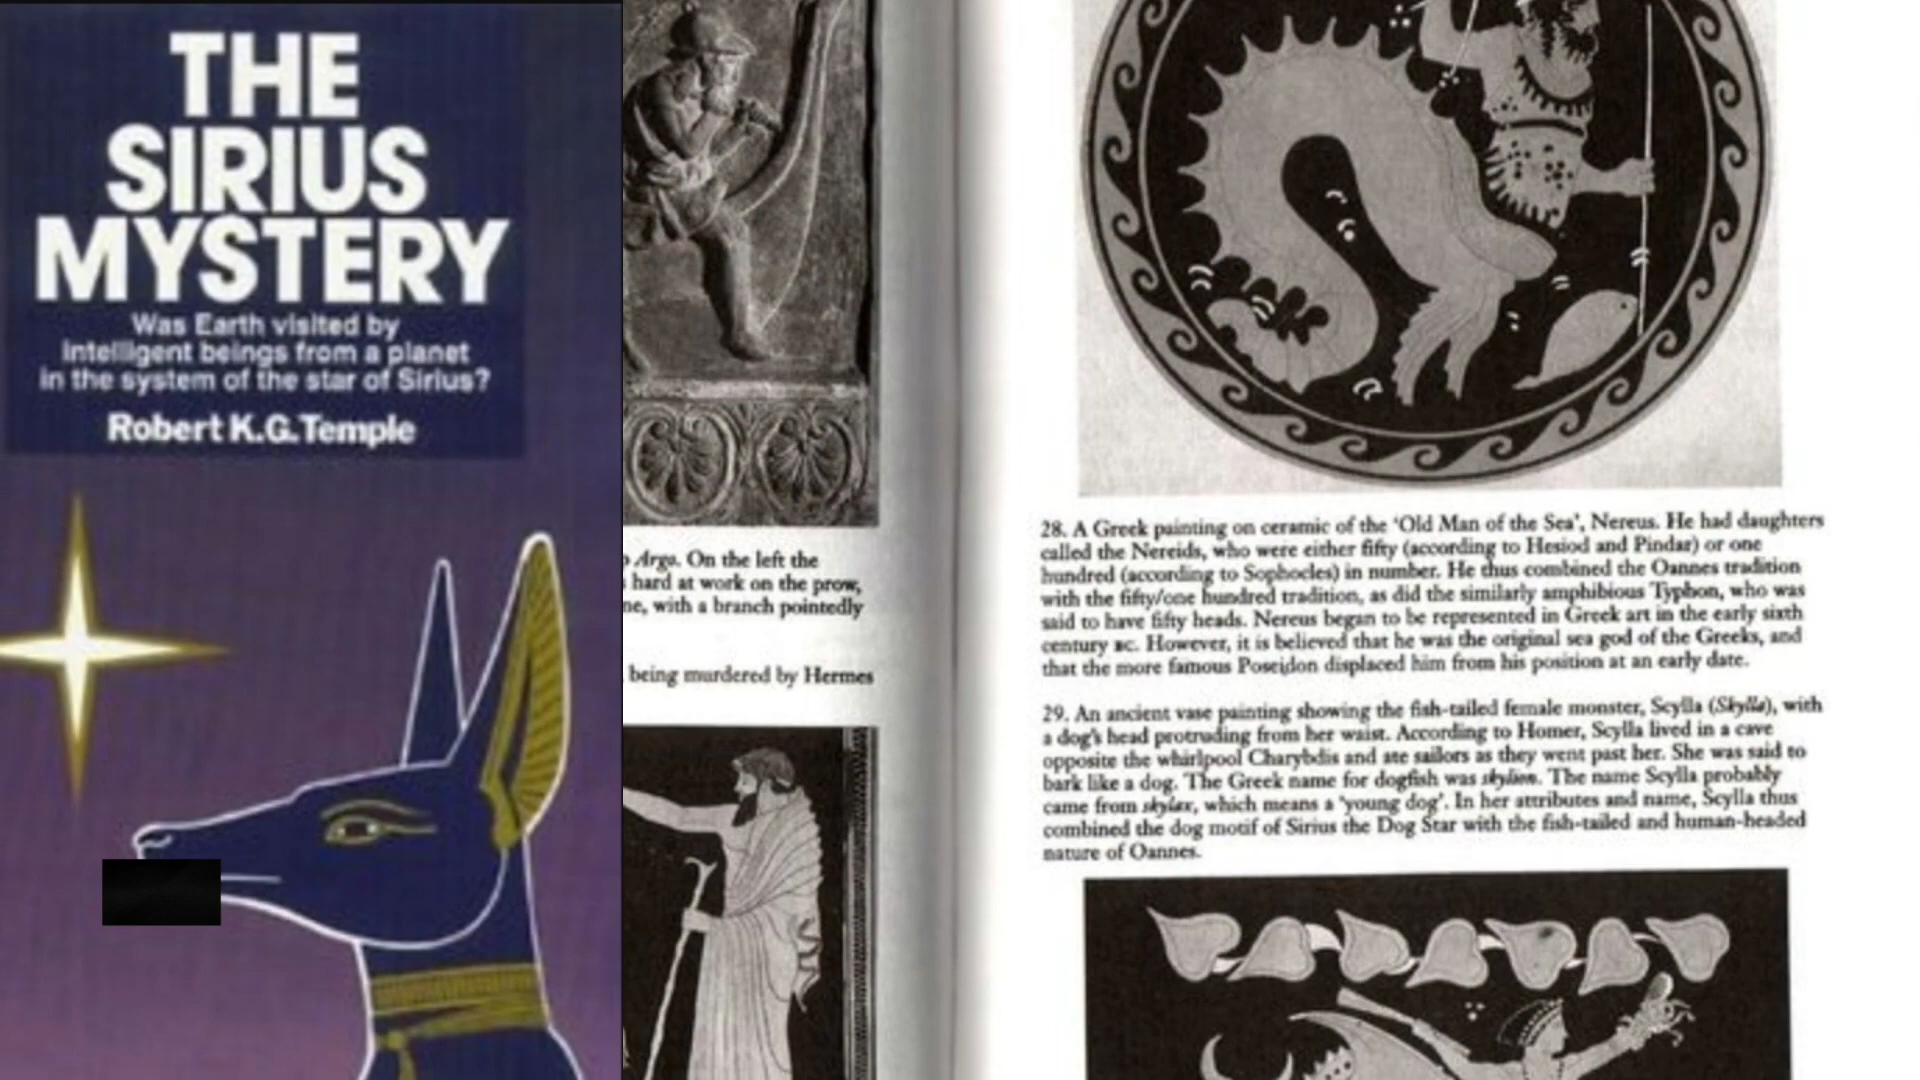 THE
SIRIUS
MYSTERY
Was Earth visited by
intelligent beings from a planet
in the system of the star of Sirius?
Robert K.G.Temple
Argo. On the left the
hard at work on the prow,
with a branch pointedly
being murdered by Hermes
28. A Greek painting on ceramic of the 'Old Man of the Sea', Nereus. He had daughters
called the Nereids, who were either fifty (according to Hesiod and Pindar) or one
hundred (according to Sophocles) in number. He thus combined the Oannes tradition
with the fifty/one hundred tradition, as did the similarly amphibious Typhon, who was
said to have fifty heads. Nereus began to be represented in Greek art in the early sixth
century BC. However, it is believed that he was the original sea god of the Greeks, and
that the more famous Poseidon displaced him from his position at an early date.
29. An ancient vase painting showing the fish-tailed female monster, Scylla (Skylla), with
a dog's head protruding from her waist. According to Homer, Scylla lived in a cave
opposite the whirlpool Charybdis and ate sailors as they went past her. She was said to
bark like a dog. The Greek name for dogfish was skylion. The name Scylla probably
came from skylax, which means a 'young dog'. In her attributes and name, Scylla thus
combined the dog motif of Sirius the Dog Star with the fish-tailed and human-headed
nature of Oannes.